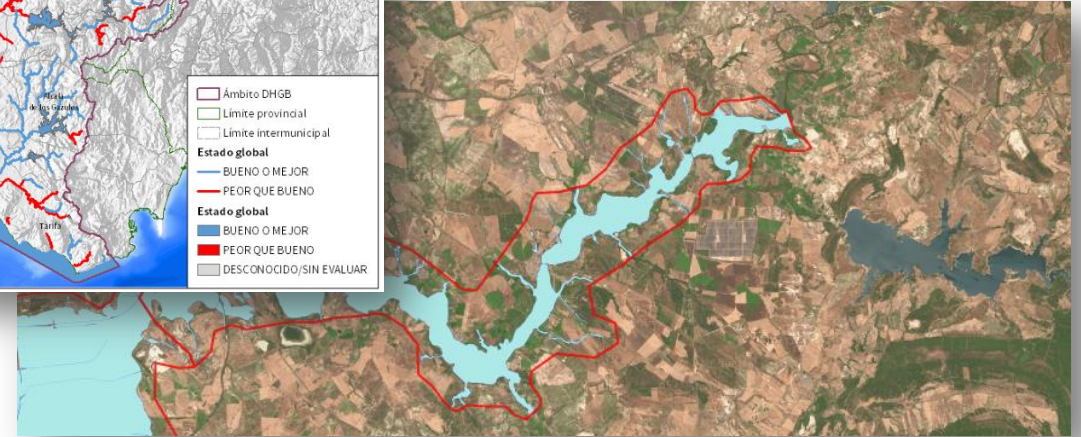 Alcalá
de los Gazules
Tarifa
Ámbito DHGB
Límite provincial
Límite intermunicipal
Estado global
BUENO O MEJOR
PEOR QUE BUENO
Estado global
BUENO O MEJOR
PEOR QUE BUENO
DESCONOCIDO/SIN EVALUAR